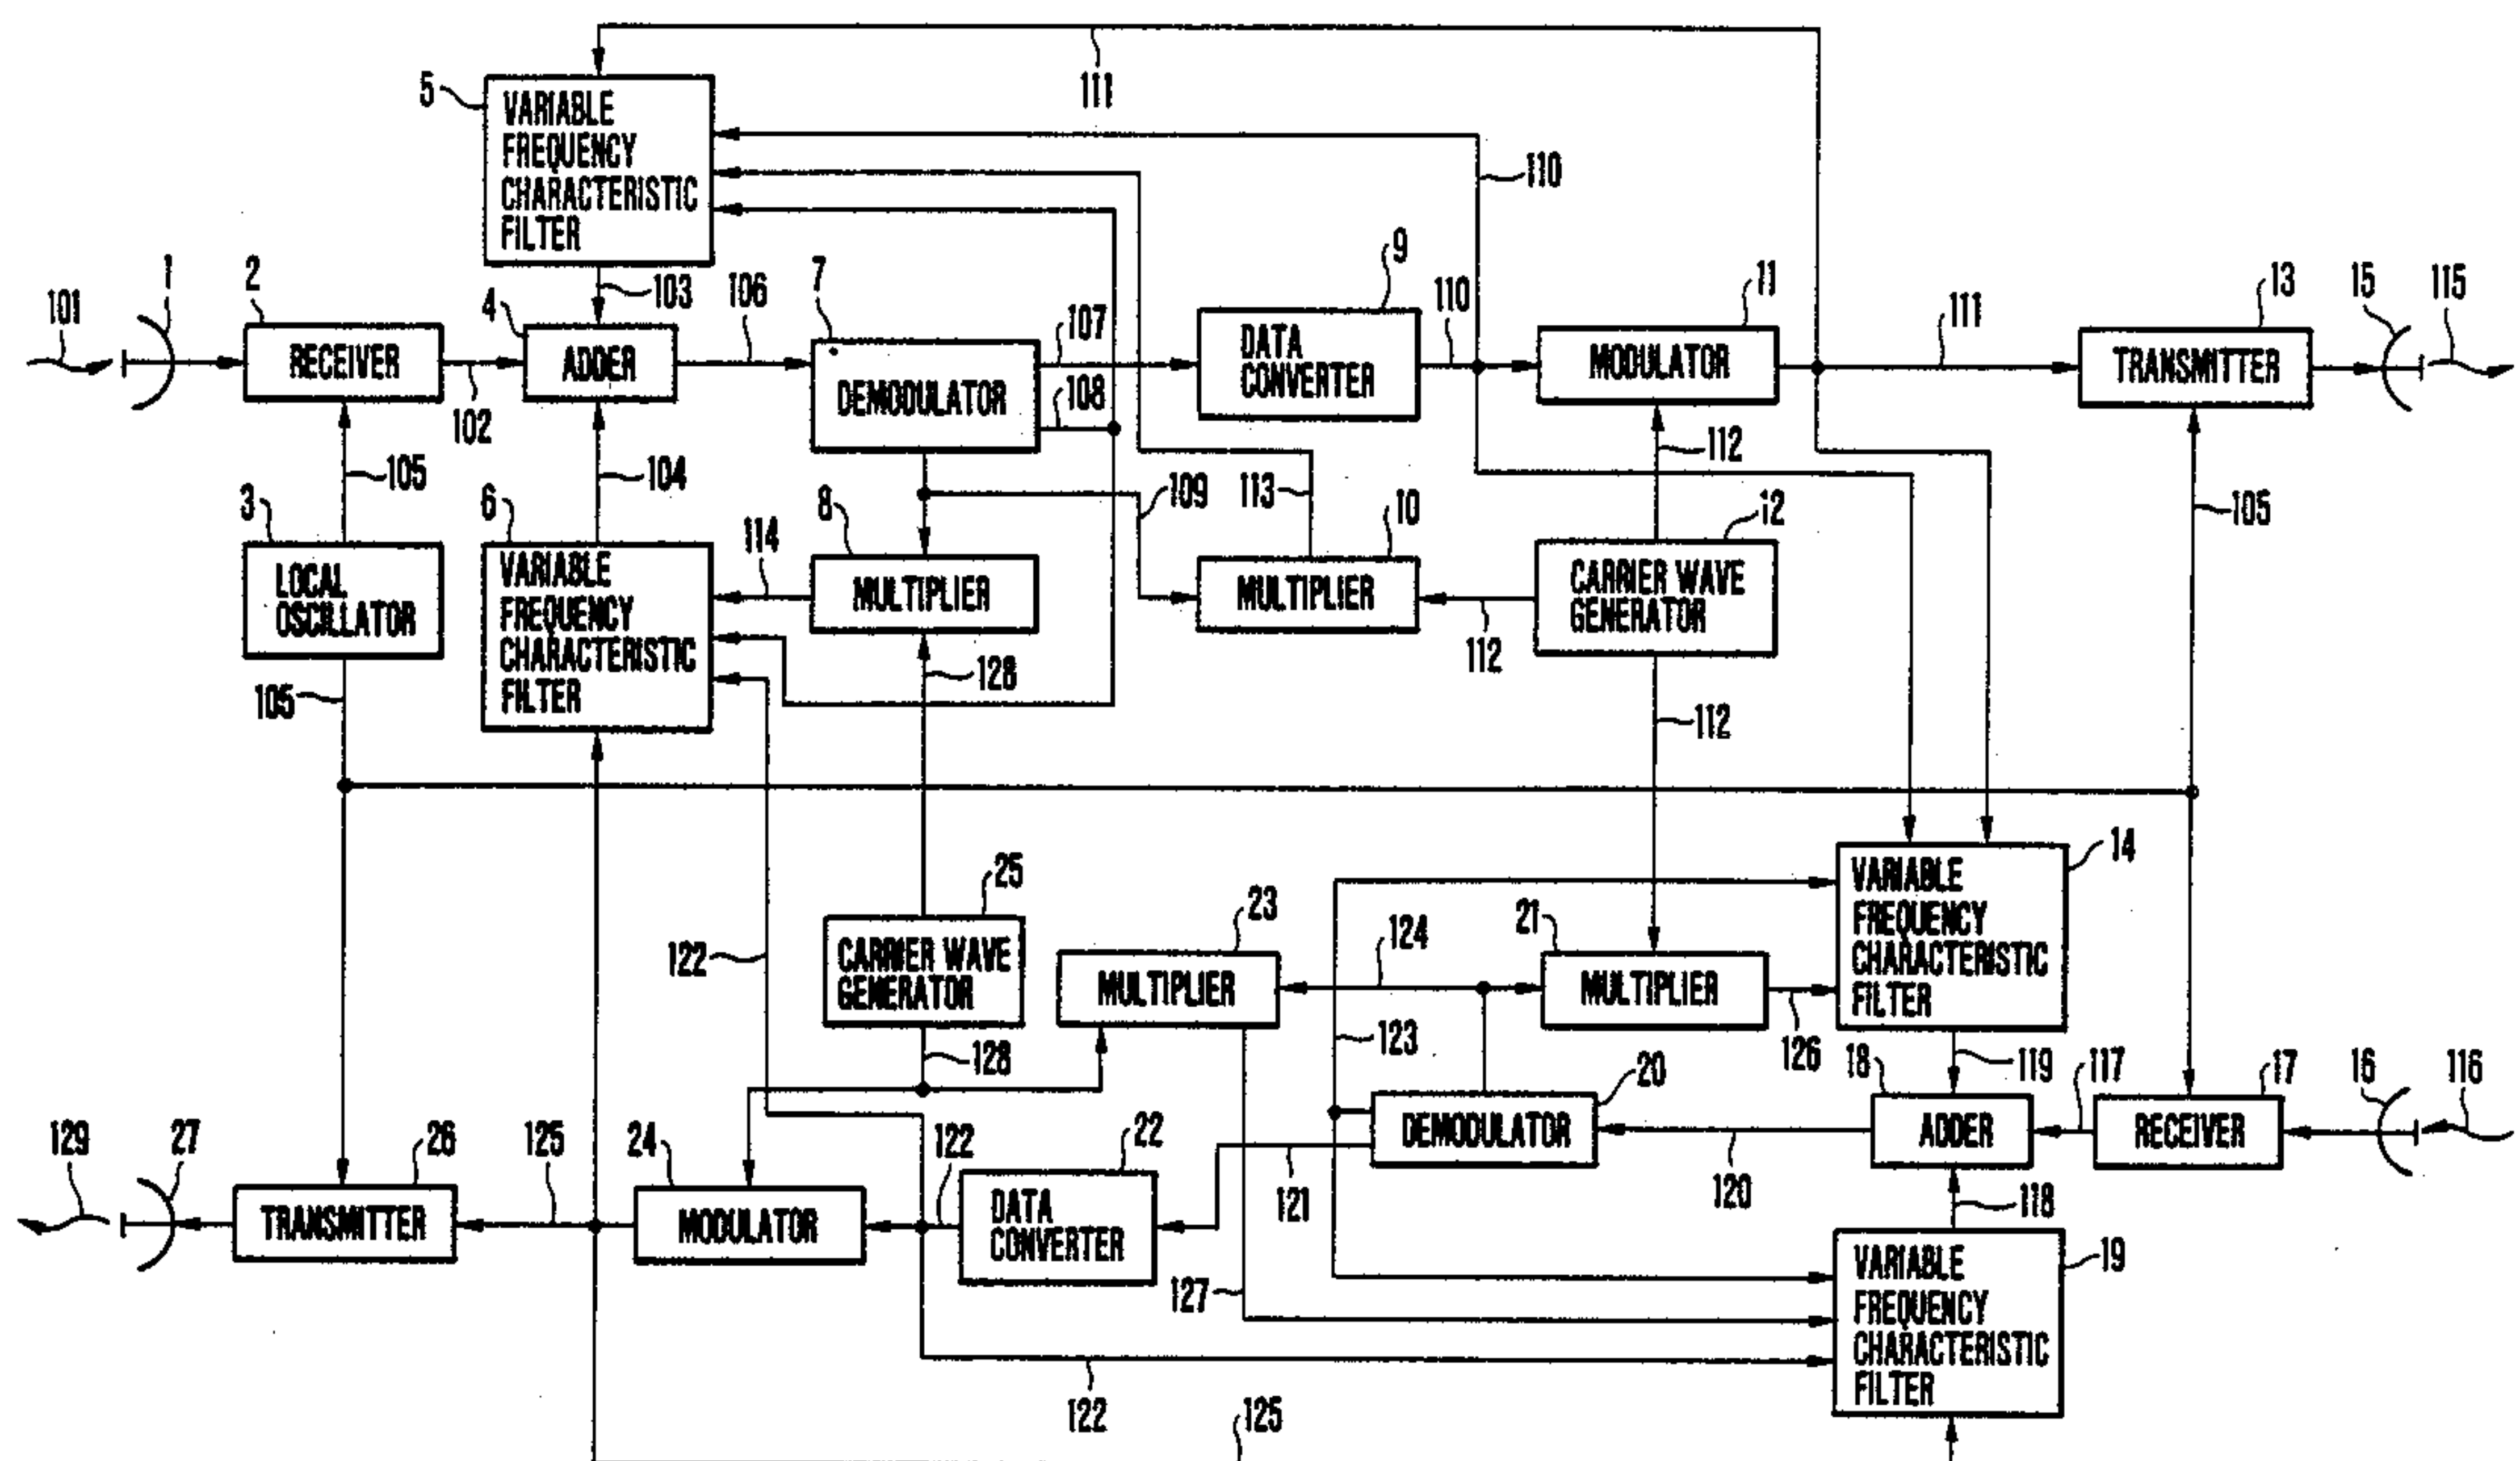 111
5
VARIABLE
FREQUENCY
CHARACTERISTIC
FILTER
110
101
1
2
RECEIVER
102
103
4
ADDER
106
7
DEMODULATOR
107
108
9
DATA
CONVERTER
110
11
MODULATOR
111
13
TRANSMITTER
15
115
105
3
LOCAL
OSCILLATOR
105
104
6
VARIABLE
FREQUENCY
CHARACTERISTIC
FILTER
114
8
MULTIPLIER
128
109
113
10
MULTIPLIER
112
112
12
CARRIER WAVE
GENERATOR
112
105
14
VARIABLE
FREQUENCY
CHARACTERISTIC
FILTER
122
25
CARRIER WAVE
GENERATOR
128
23
MULTIPLIER
124
21
MULTIPLIER
126
123
119
18
ADDER
117
17
RECEIVER
16
116
20
DEMODULATOR
120
121
118
129
27
26
TRANSMITTER
125
24
MODULATOR
122
22
DATA
CONVERTER
127
19
VARIABLE
FREQUENCY
CHARACTERISTIC
FILTER
122
125